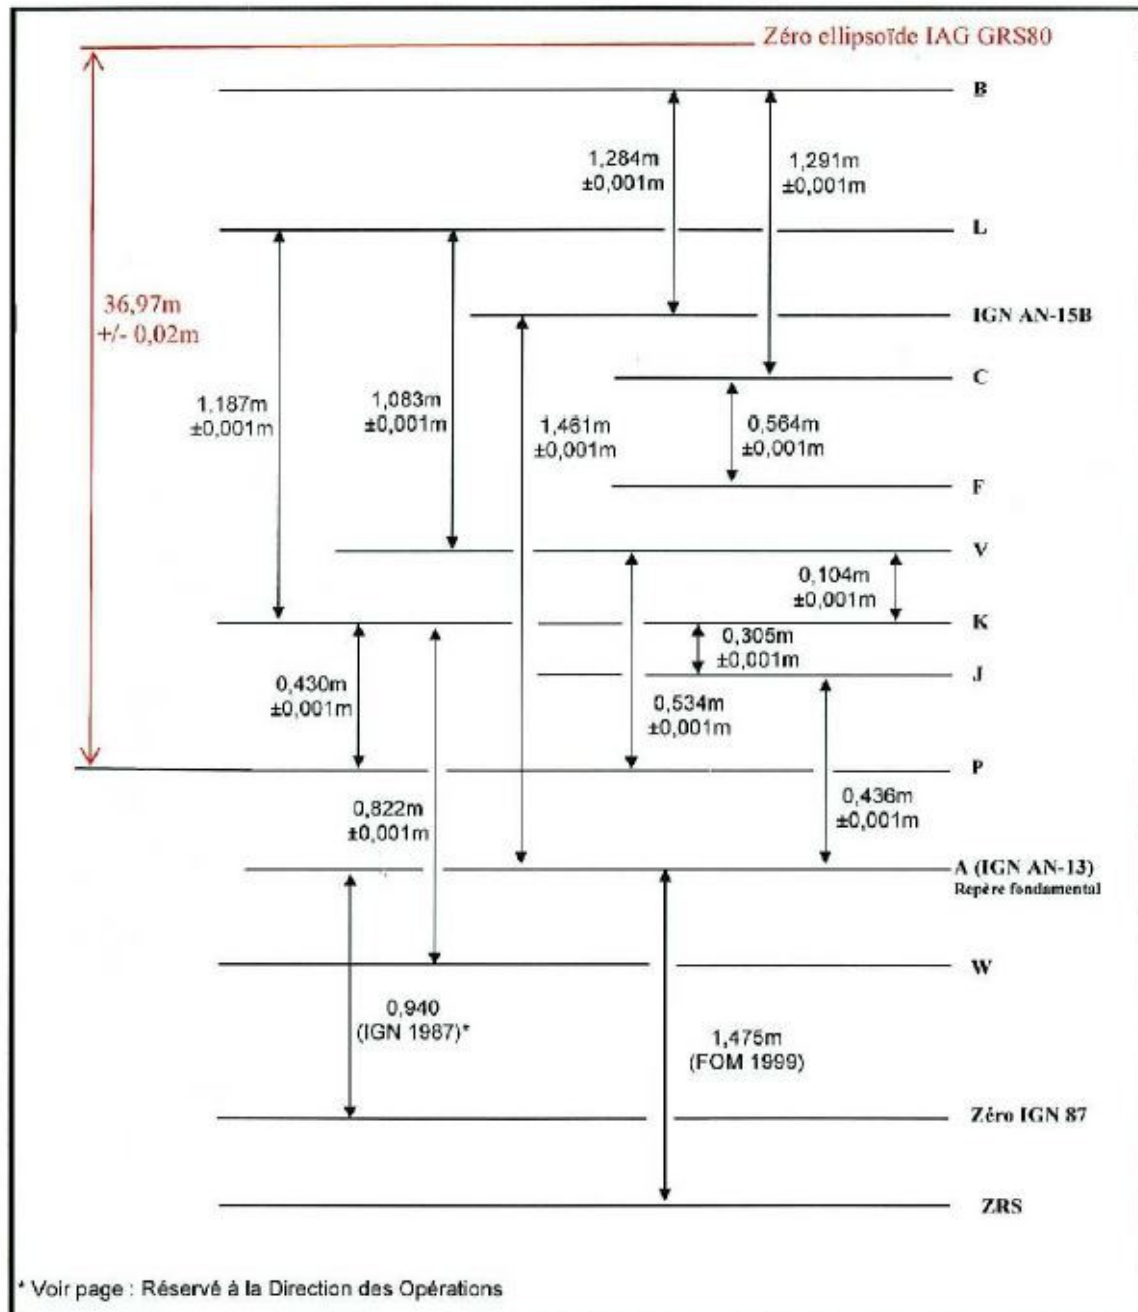 Zéro ellipsoïde IAG GRS80
B
1,284m
±0,001m
1,291m
±0,001m
L
36,97m
+/- 0,02m
IGN AN-15B
C
1,187m
±0,001m
1,083m
±0,001m
1,461m
±0,001m
0,564m
±0,001m
F
V
0,104m
±0,001m
K
0,305m
±0,001m
J
0,430m
±0,001m
0,534m
±0,001m
P
0,822m
±0,001m
0,436m
±0,001m
A (IGN AN-13)
Repère fondamental
W
0,940
(IGN 1987)*
1,475m
(FOM 1999)
Zéro IGN 87
ZRS
* Voir page : Réservé à la Direction des Opérations